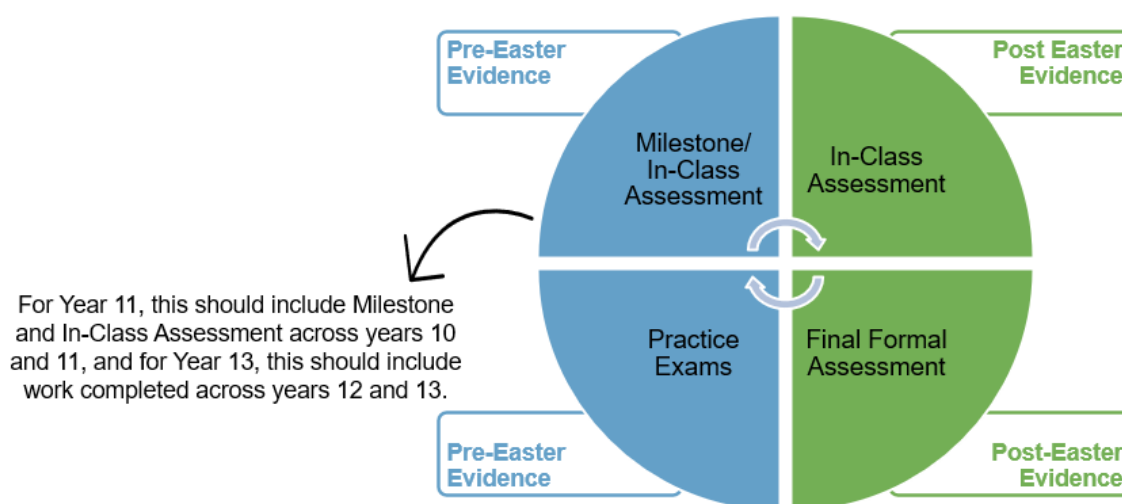 Pre-Easter
Evidence
Post Easter
Evidence
Milestone/
In-Class
Assessment
In-Class
Assessment
For Year 11, this should include Milestone
and In-Class Assessment across years 10
and 11, and for Year 13, this should include
work completed across years 12 and 13.
Practice
Exams
Final Formal
Assessment
Pre-Easter
Evidence
Post-Easter
Evidence